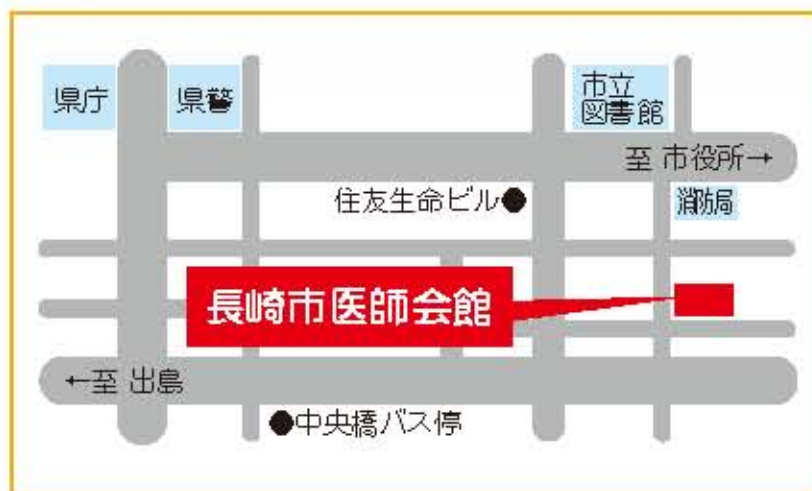 県庁
県警
市立
図書館
至 市役所→
住友生命ビル●
消防局
長崎市医師会館
←至 出島
●中央橋バス停